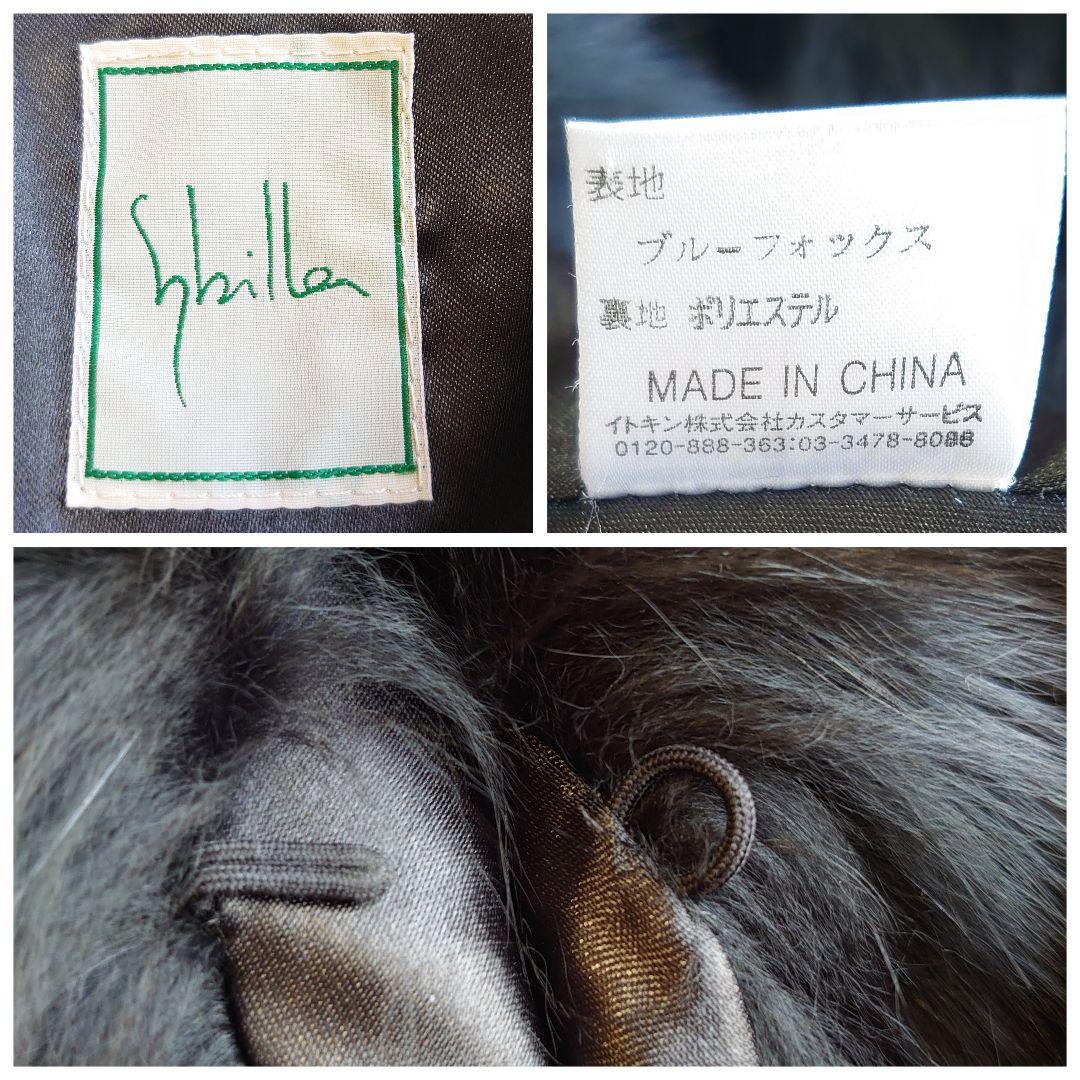 Sybilla
表地
ブルーフォックス
裏地 ポリエステル
MADE IN CHINA
イトキン株式会社カスタマーサービス
0120-888-363:03-3478-8088